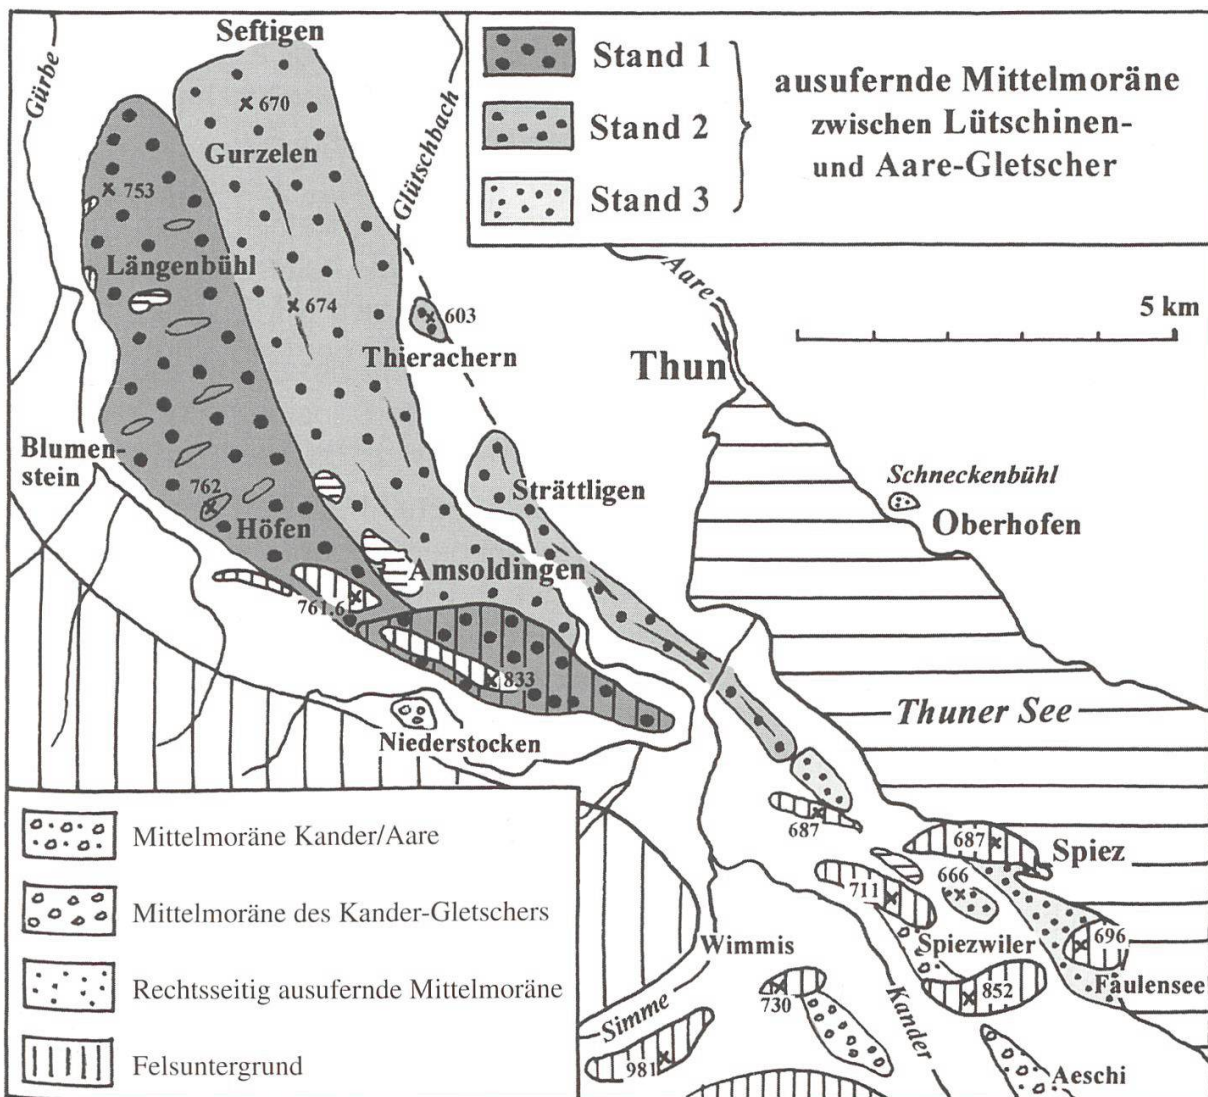 Seftigen
Gürbe
Glütschbach
670
Gurzelen
753
Längenbühl
674
603
Thierachern
Stand 1
Stand 2
Stand 3
ausufernde Mittelmoräne
zwischen Lütschinen-
und Aare-Gletscher
Aare
5 km
Thun
Blumen-
stein
762
Höfen
Strättligen
Schneckenbühl
Oberhofen
Amsoldingen
761.6
833
Niederstocken
Thuner See
687
687
Spiez
666
711
Spiezwiler
696
Faulensee
852
Wimmis
730
Simme
981
Kander
Aeschi
Mittelmoräne Kander/Aare
Mittelmoräne des Kander-Gletschers
Rechtsseitig ausufernde Mittelmoräne
Felsuntergrund